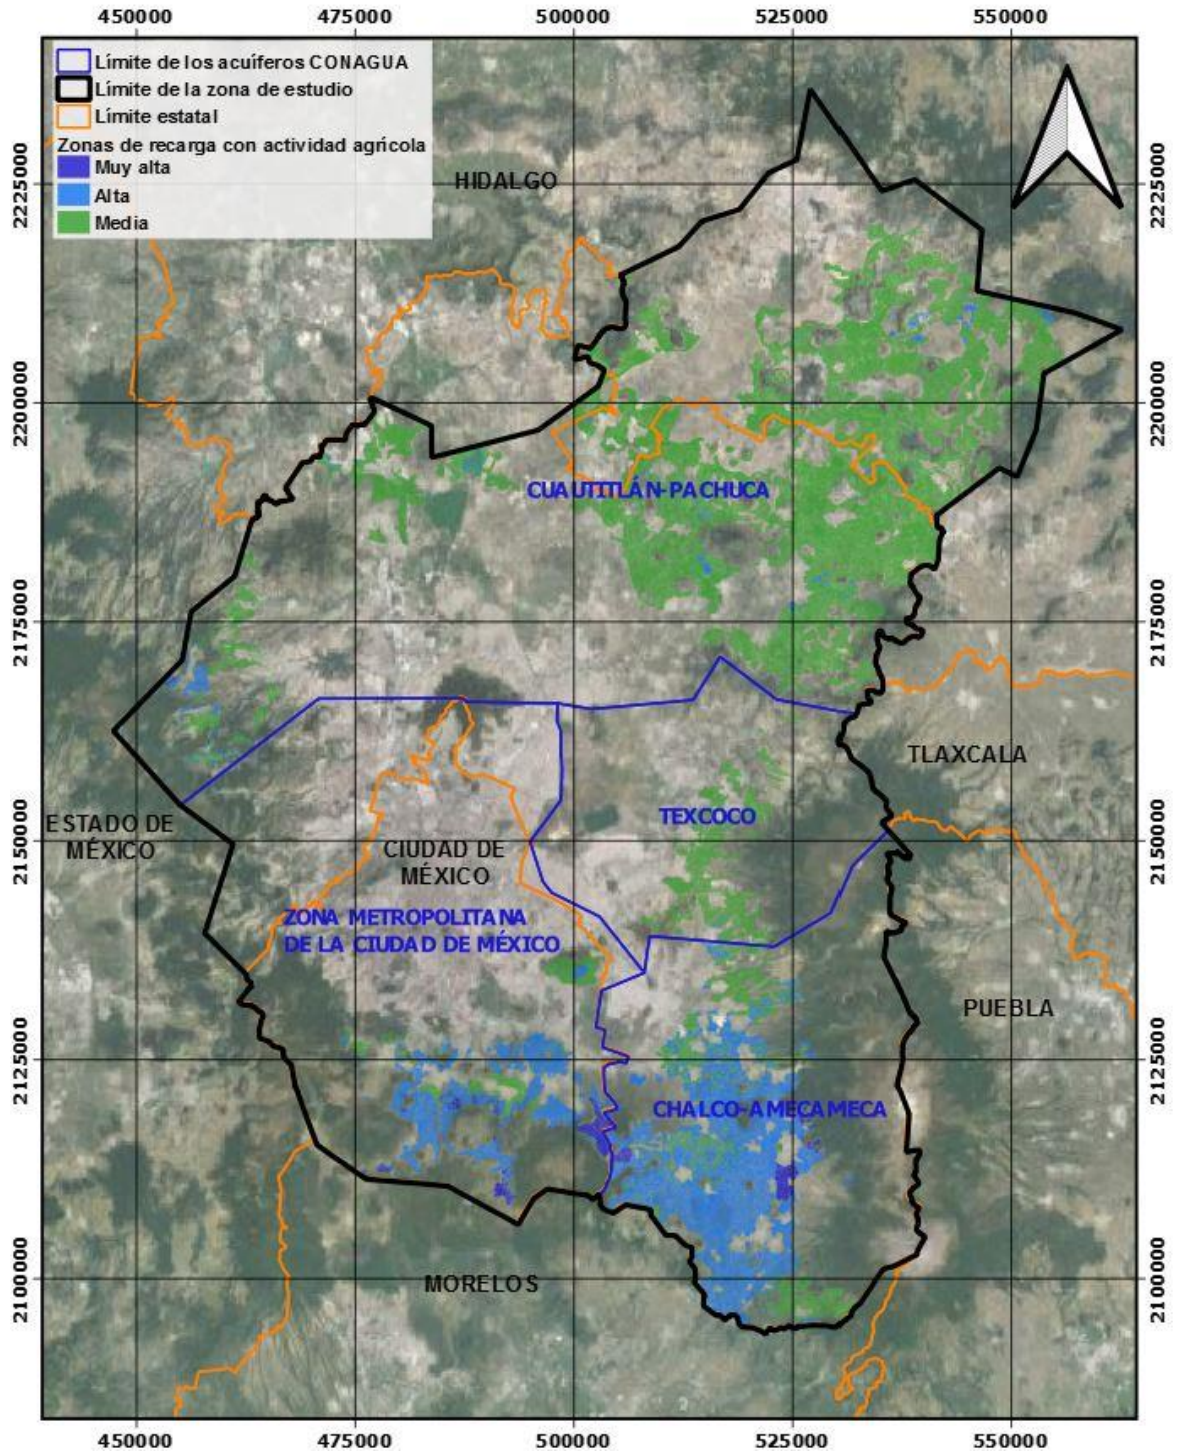 450000 475000 500000 525000 550000
Límite de los acuíferos CONAGUA
Límite de la zona de estudio
Límite estatal
Zonas de recarga con actividad agrícola
Muy alta
Alta
Media
HIDALGO
2225000 2225000
2200000 2200000
CUAUTITLÁN-PACHUCA
2175000 2175000
TLAXCALA
TEXCOCO
ESTADO DE
MÉXICO
2150000 2150000
CIUDAD DE
MÉXICO
ZONA METROPOLITANA
DE LA CIUDAD DE MÉXICO
PUEBLA
2125000 2125000
CHALCO-AMECAMECA
MORELOS
2100000 2100000
450000 475000 500000 525000 550000